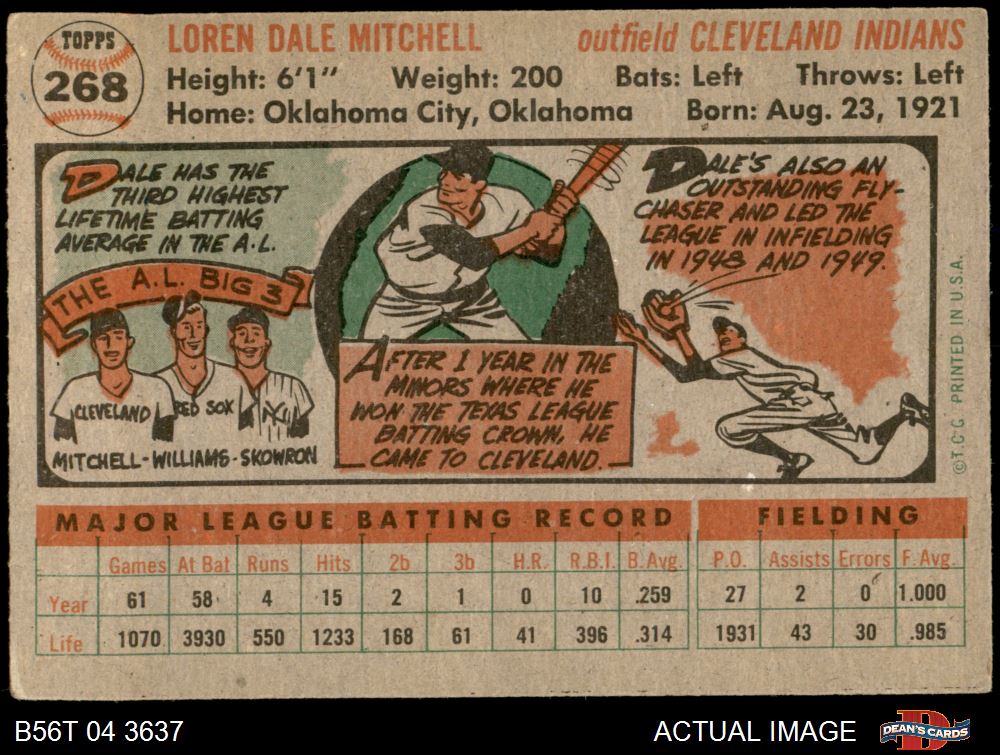 TOPPS
268
LOREN DALE MITCHELL
outfield CLEVELAND INDIANS
Height: 6'1" Weight: 200 Bats: Left Throws: Left
Home: Oklahoma City, Oklahoma Born: Aug. 23, 1921
DALE HAS THE
THIRD HIGHEST
LIFETIME BATTING
AVERAGE IN THE A.L.
THE A.L. BIG 3
CLEVELAND RED SOX NY
MITCHELL-WILLIAMS-SKOWRON
AFTER 1 YEAR IN THE
MINORS WHERE HE
WON THE TEXAS LEAGUE
BATTING CROWN, HE
CAME TO CLEVELAND.
DALE'S ALSO AN
OUTSTANDING FLY-
CHASER AND LED THE
LEAGUE IN INFIELDING
IN 1948 AND 1949.
©T.C.G. PRINTED IN U.S.A.
MAJOR LEAGUE BATTING RECORD FIELDING
Games At Bat Runs Hits 2b 3b H.R. R.B.I. B.Avg. P.O. Assists Errors F. Avg.
Year 61 58 4 15 2 1 0 10 .259 27 2 0 1.000
Life 1070 3930 550 1233 168 61 41 396 .314 1931 43 30 .985
B56T 04 3637 ACTUAL IMAGE
DEAN'S CARDS